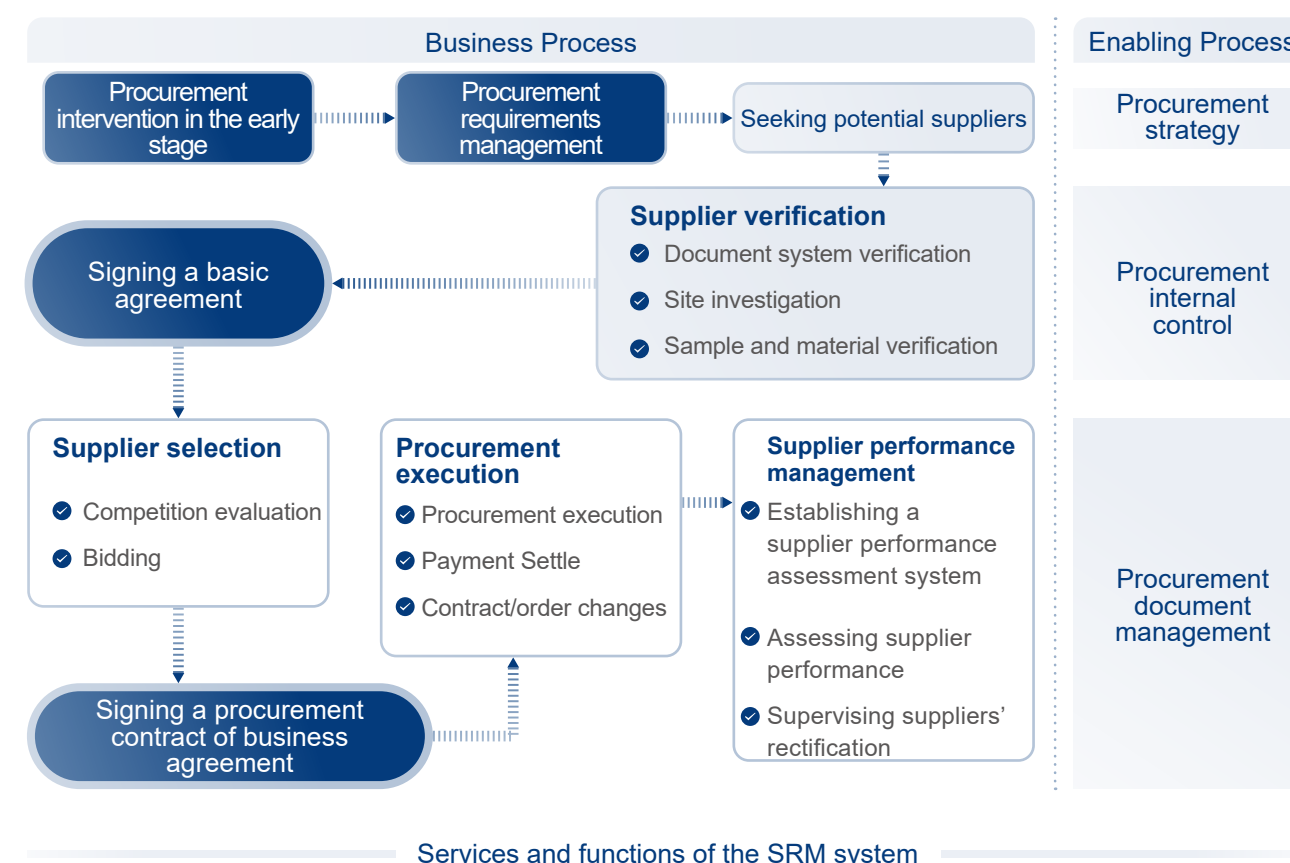 Business Process
Enabling Process
Procurement
intervention in the early
stage
Procurement
requirements
management
Seeking potential suppliers
Procurement
strategy
Supplier verification
Document system verification
Site investigation
Sample and material verification
Signing a basic
agreement
Procurement
internal
control
Supplier selection
Competition evaluation
Bidding
Procurement
execution
Procurement execution
Payment Settle
Contract/order changes
Supplier performance
management
Establishing a
supplier performance
assessment system
Assessing supplier
performance
Supervising suppliers’
rectification
Procurement
document
management
Signing a procurement
contract of business
agreement
Services and functions of the SRM system